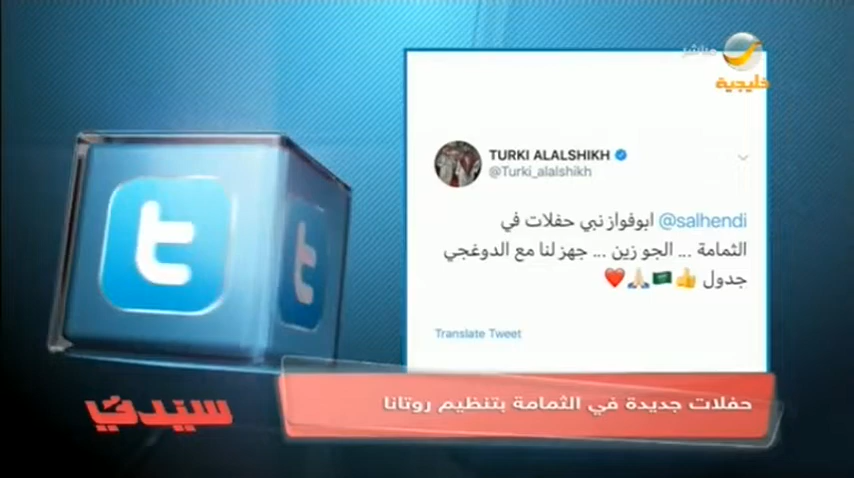 مباشر
خليجية
TURKI ALALSHIKH
@Turki_alalshikh
@salhendi ابوفواز نبي حفلات في
الثمامة ... الجو زين ... جهز لنا مع الدوغجي
جدول 👍🇸🇦🙏🏻❤️
Translate Tweet
حفلات جديدة في الثمامة بتنظيم روتانا
سيدتي